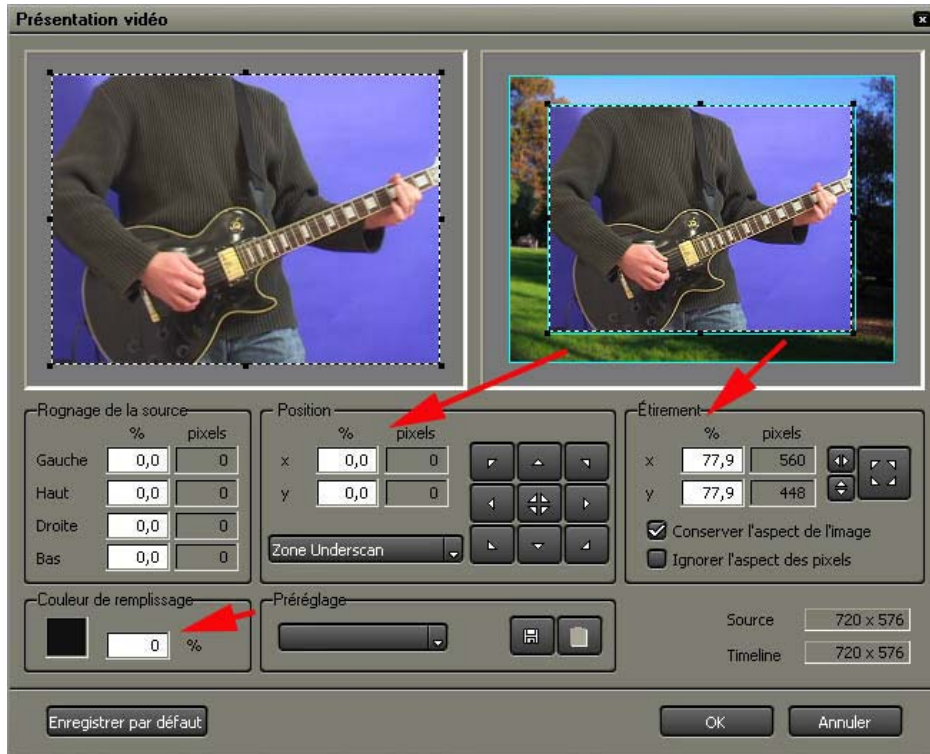 Présentation vidéo
Rognage de la source
% pixels
Gauche 0,0 0
Haut 0,0 0
Droite 0,0 0
Bas 0,0 0
Position
% pixels
x 0,0 0
y 0,0 0
Zone Underscan
Étirement
% pixels
x 77,9 560
y 77,9 448
Conserver l'aspect de l'image
Ignorer l'aspect des pixels
Couleur de remplissage
0 %
Préréglage
Source 720 x 576
Timeline 720 x 576
Enregistrer par défaut
OK
Annuler